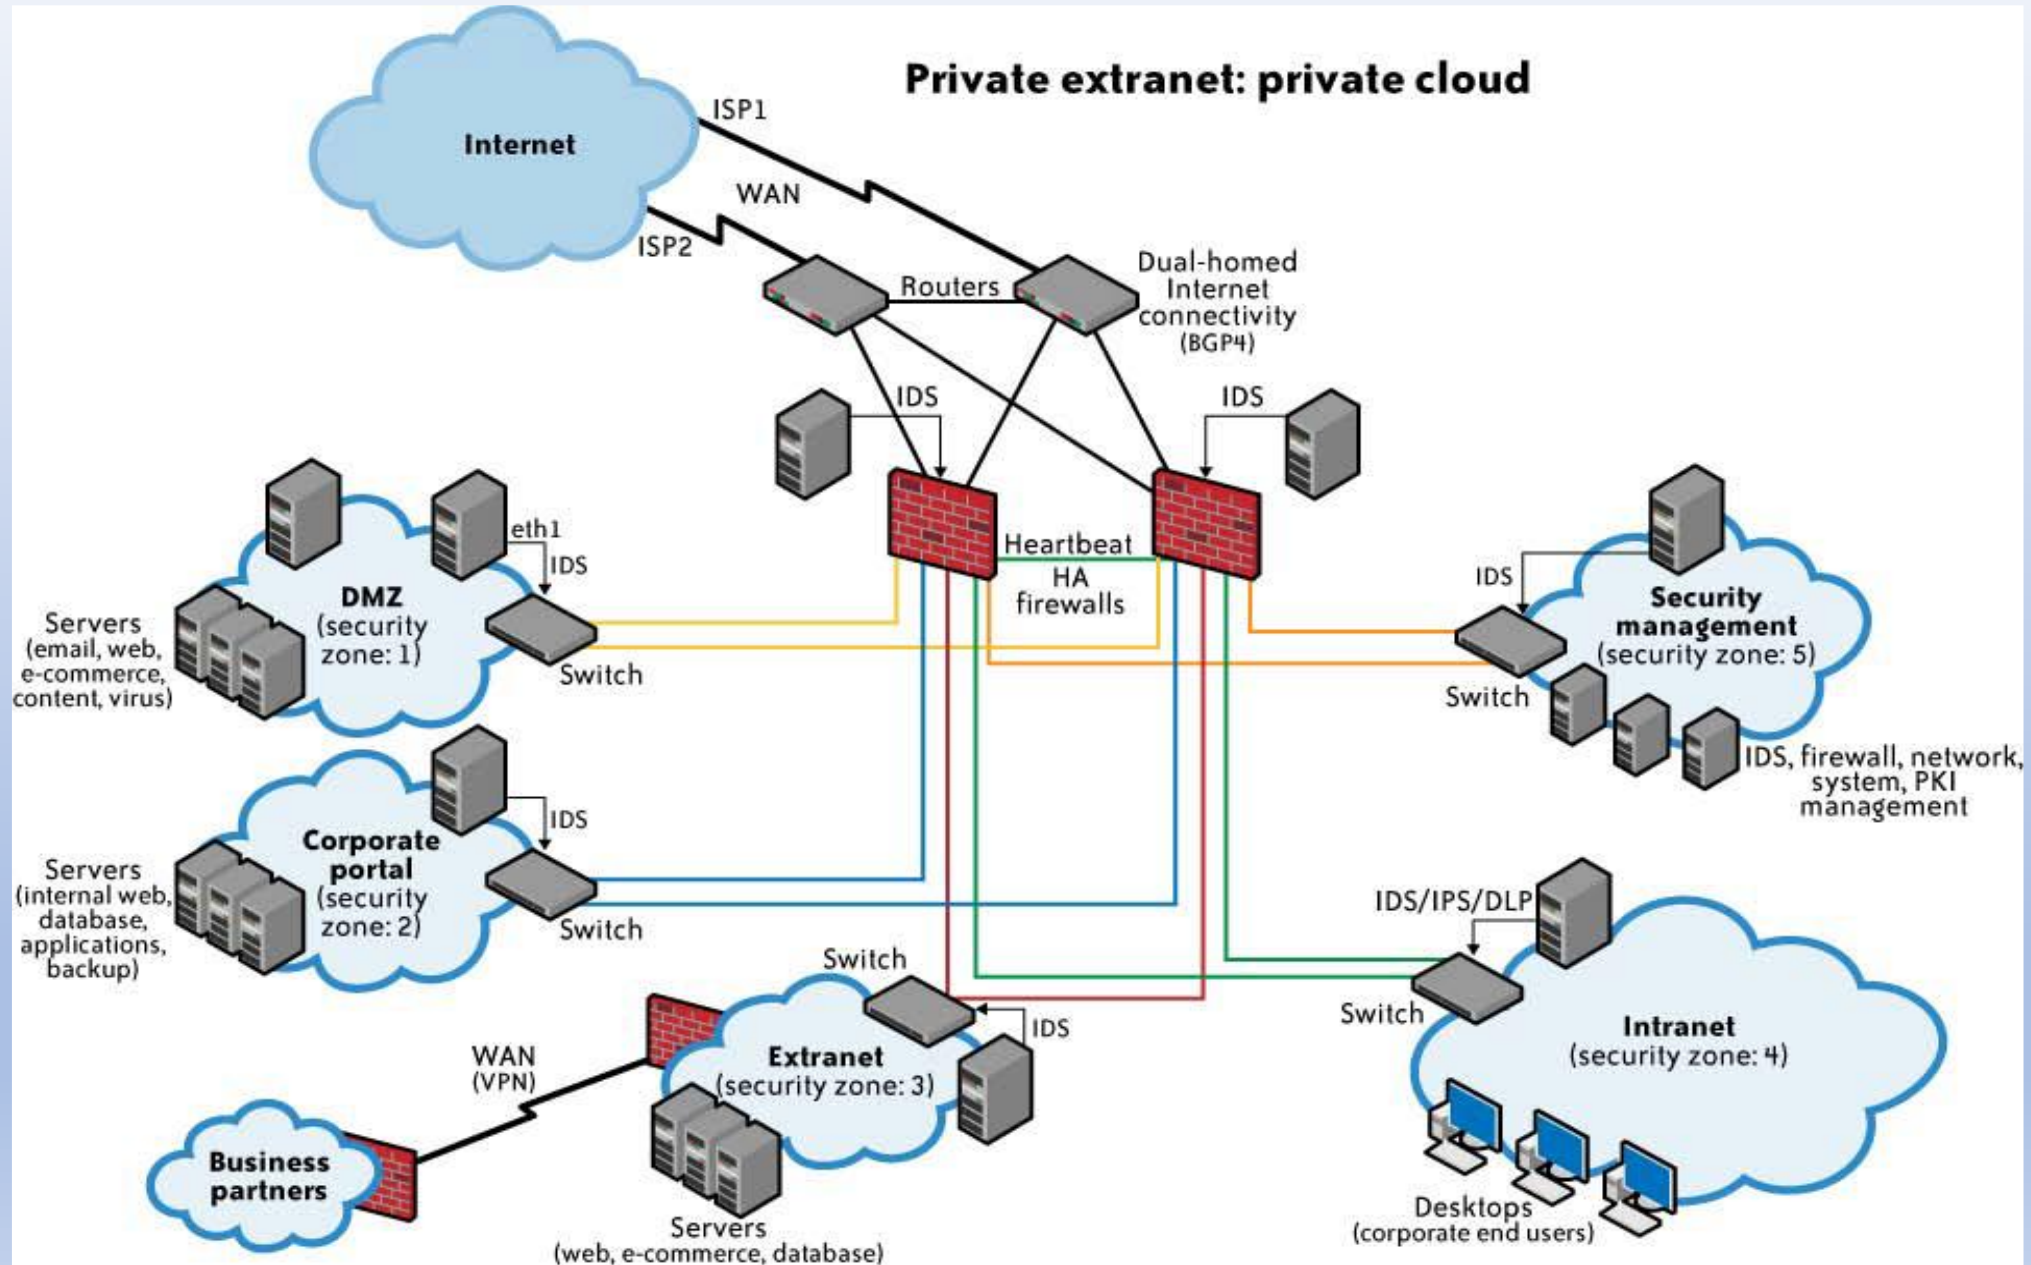 Private extranet: private cloud
Internet
ISP1
WAN
ISP2
Routers
Dual-homed
Internet
connectivity
(BGP4)
IDS
IDS
Heartbeat
HA
firewalls
eth1
IDS
DMZ
(security
zone: 1)
Servers
(email, web,
e-commerce,
content, virus)
Switch
IDS
Security
management
(security zone: 5)
Switch
IDS, firewall, network,
system, PKI
management
IDS
Corporate
portal
(security
zone: 2)
Servers
(internal web,
database,
applications,
backup)
Switch
Switch
IDS
Extranet
(security zone: 3)
WAN
(VPN)
Business
partners
Servers
(web, e-commerce, database)
IDS/IPS/DLP
Switch
Intranet
(security zone: 4)
Desktops
(corporate end users)